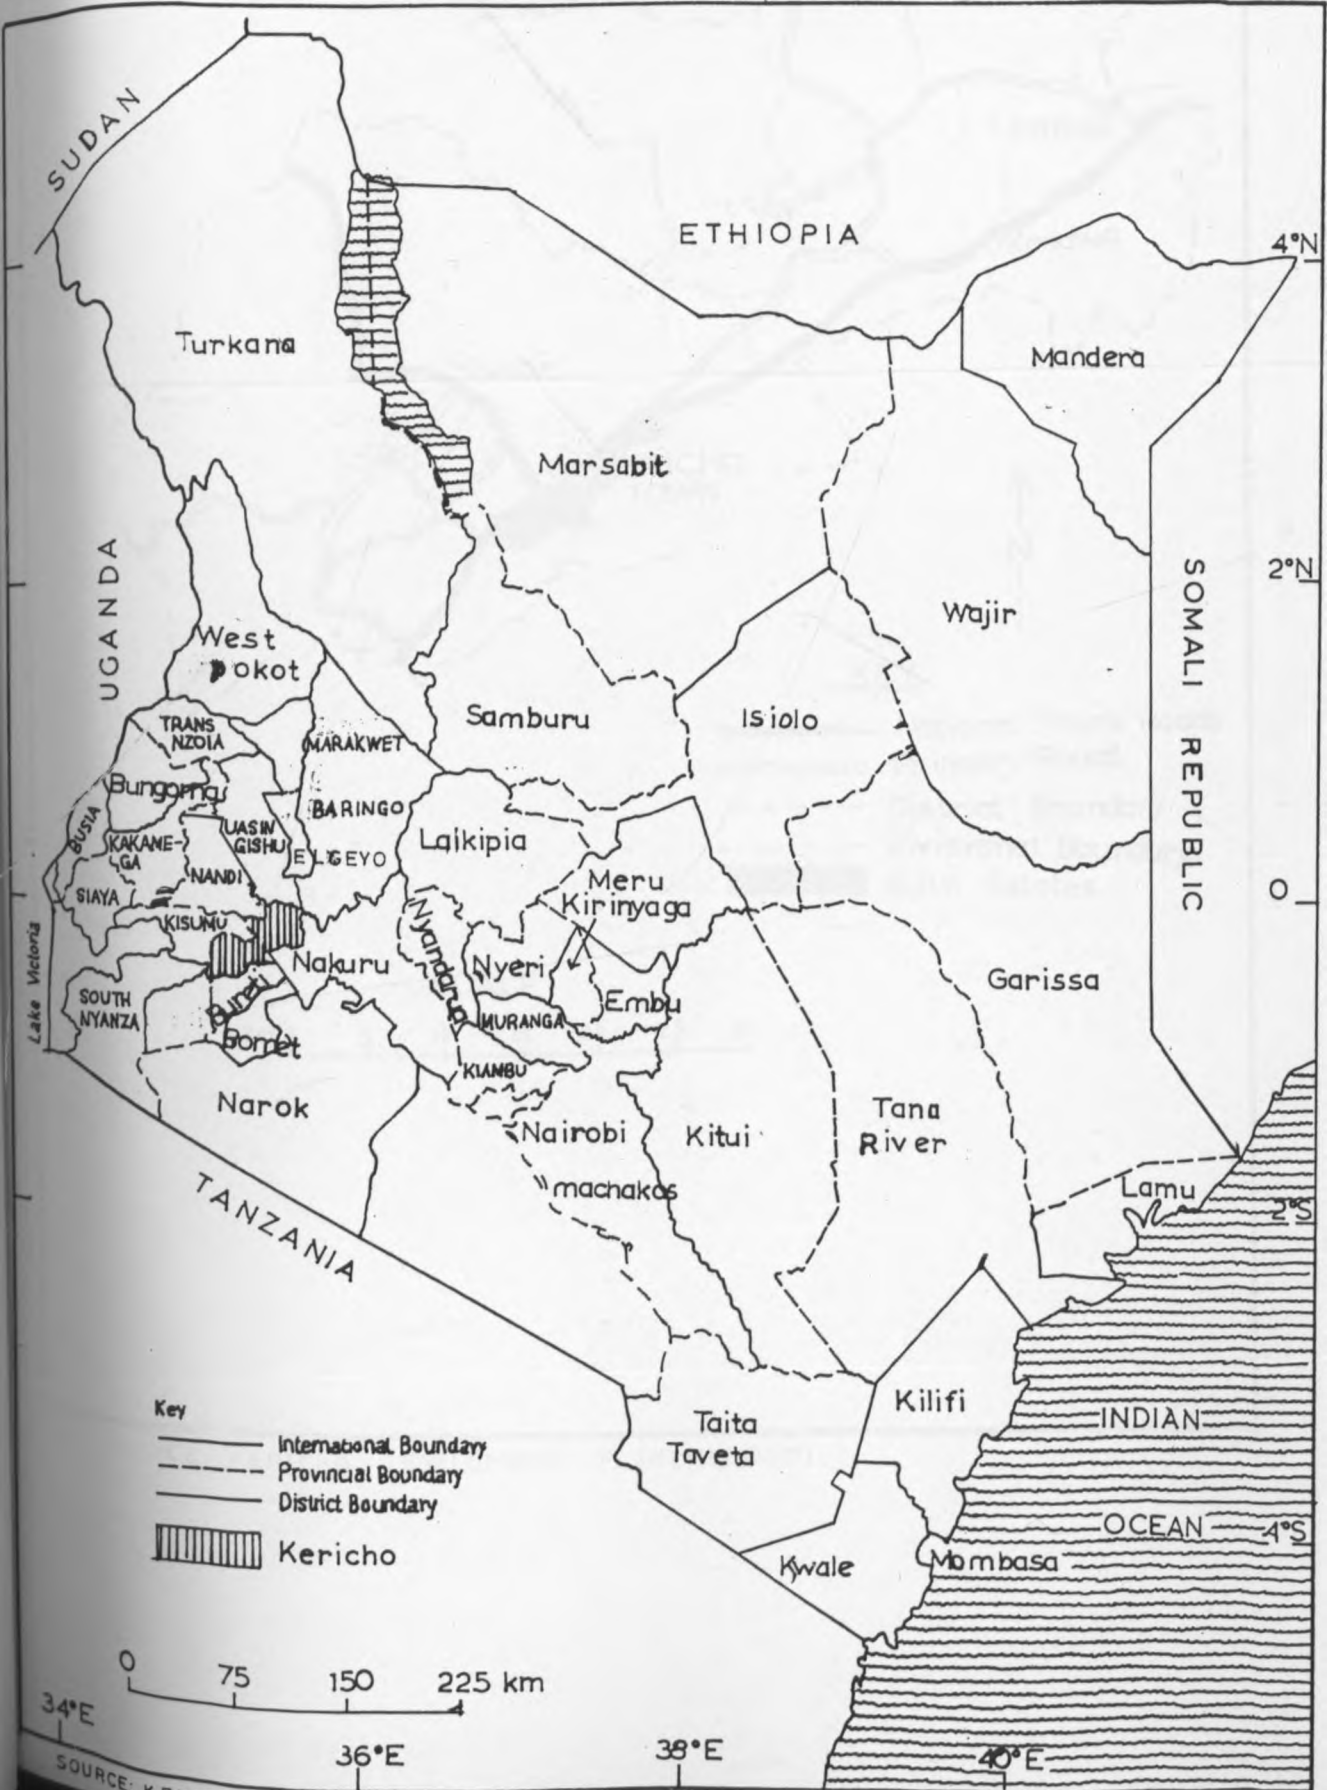 SUDAN
ETHIOPIA
4°N
Turkana
Mandera
Marsabit
UGANDA
2°N
SOMALI REPUBLIC
Wajir
West
Pokot
TRANS
NZOIA
MARAKWET
Samburu
Isiolo
Bungoma
BUSIA
BARINGO
UASIN
GISHU
KAKAME-
GA
Laikipia
ELGEYO
NANDI
Meru
Kirinyaga
0
SIAYA
KISUMU
Nyandarua
Lake Victoria
Nakuru
Nyeri
Garissa
SOUTH
NYANZA
Bureti
Embu
MURANGA
Bomet
KIAMBU
Narok
Tana
River
Nairobi
Kitui
machakos
Lamu
2°S
TANZANIA
Kilifi
Taita
Taveta
INDIAN
OCEAN
4°S
Key
International Boundary
Provincial Boundary
District Boundary
Kericho
Kwale
Mombasa
0 75 150 225 km
34°E
36°E
38°E
40°E
SOURCE: